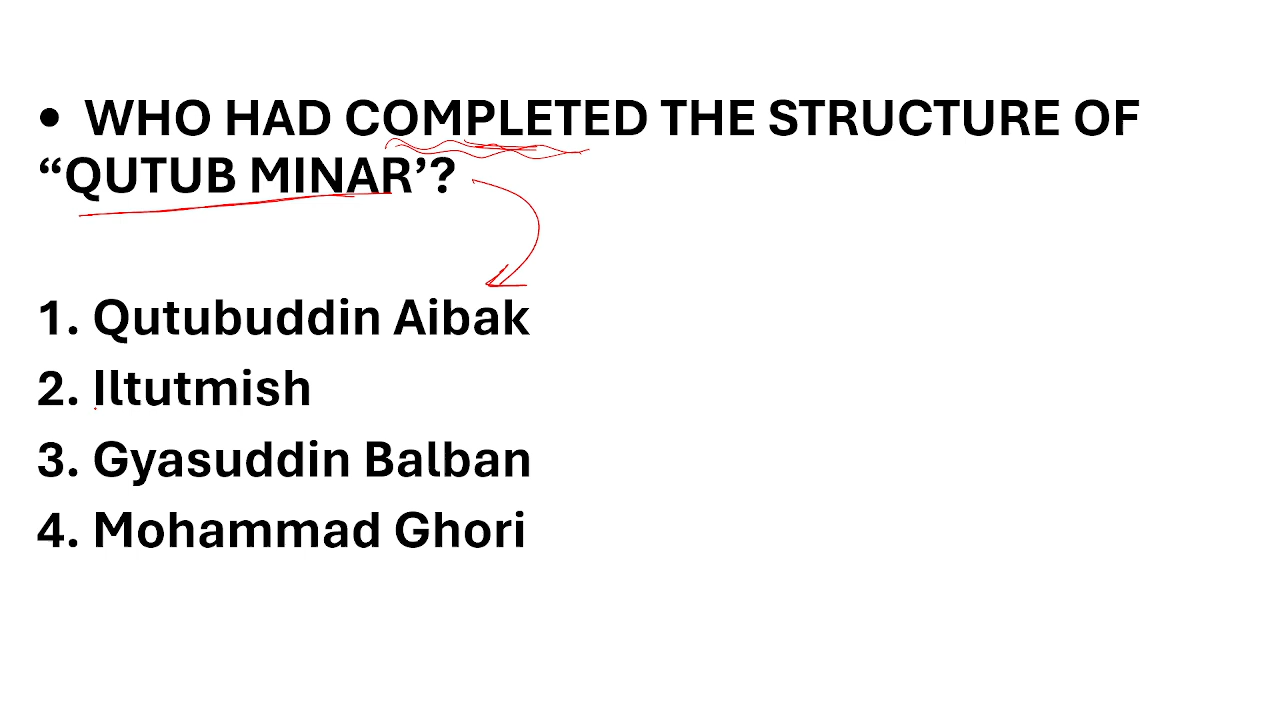 • WHO HAD COMPLETED THE STRUCTURE OF
“QUTUB MINAR’?
1. Qutubuddin Aibak
2. Iltutmish
3. Gyasuddin Balban
4. Mohammad Ghori